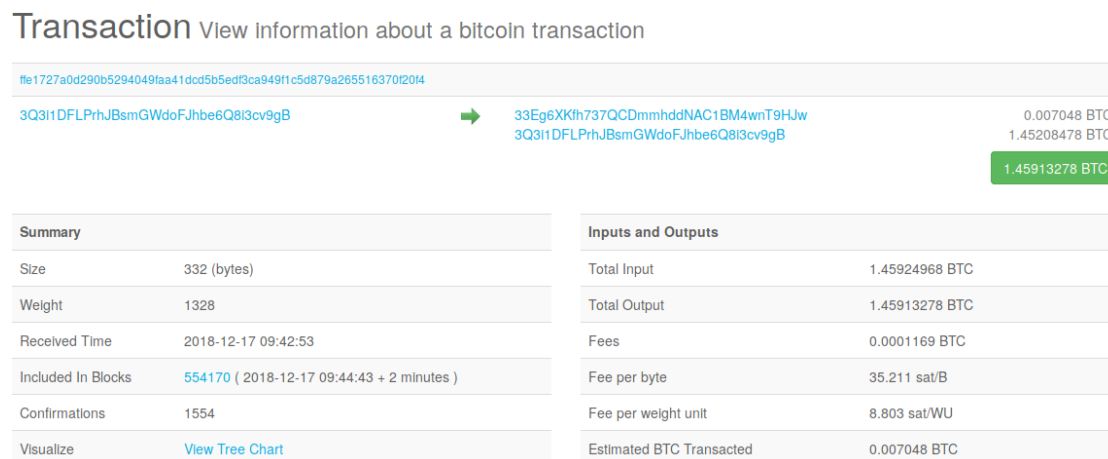 Transaction View information about a bitcoin transaction
ffe1727a0d290b5294049faa41dcd5b5edf3ca949f1c5d879a265516370f20f4
3Q3i1DFLPrhJBsmGWdoFJhbe6Q8i3cv9gB 33Eg6XKfh737QCDmmhddNAC1BM4wnT9HJw 0.007048 BTC
3Q3i1DFLPrhJBsmGWdoFJhbe6Q8i3cv9gB 1.45208478 BTC
1.45913278 BTC
Summary Inputs and Outputs
Size 332 (bytes) Total Input 1.45924968 BTC
Weight 1328 Total Output 1.45913278 BTC
Received Time 2018-12-17 09:42:53 Fees 0.0001169 BTC
Included In Blocks 554170 ( 2018-12-17 09:44:43 + 2 minutes ) Fee per byte 35.211 sat/B
Confirmations 1554 Fee per weight unit 8.803 sat/WU
Visualize View Tree Chart Estimated BTC Transacted 0.007048 BTC